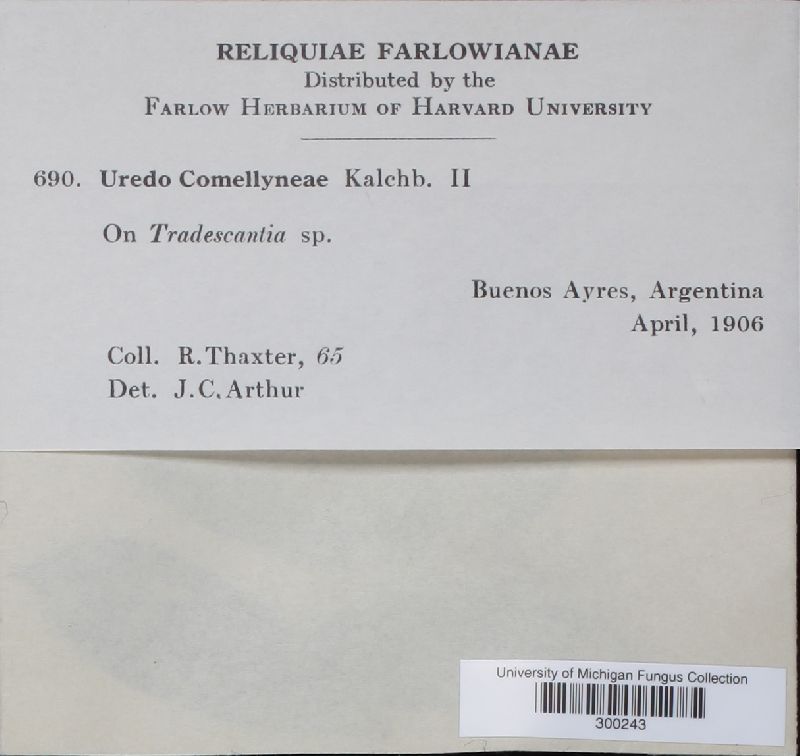 RELIQUIAE FARLOWIANAE
Distributed by the
FARLOW HERBARIUM OF HARVARD UNIVERSITY
690. Uredo Comellyneae Kalchb. II
On Tradescantia sp.
Buenos Ayres, Argentina
April, 1906
Coll. R.Thaxter, 65
Det. J.C.Arthur
University of Michigan Fungus Collection
300243